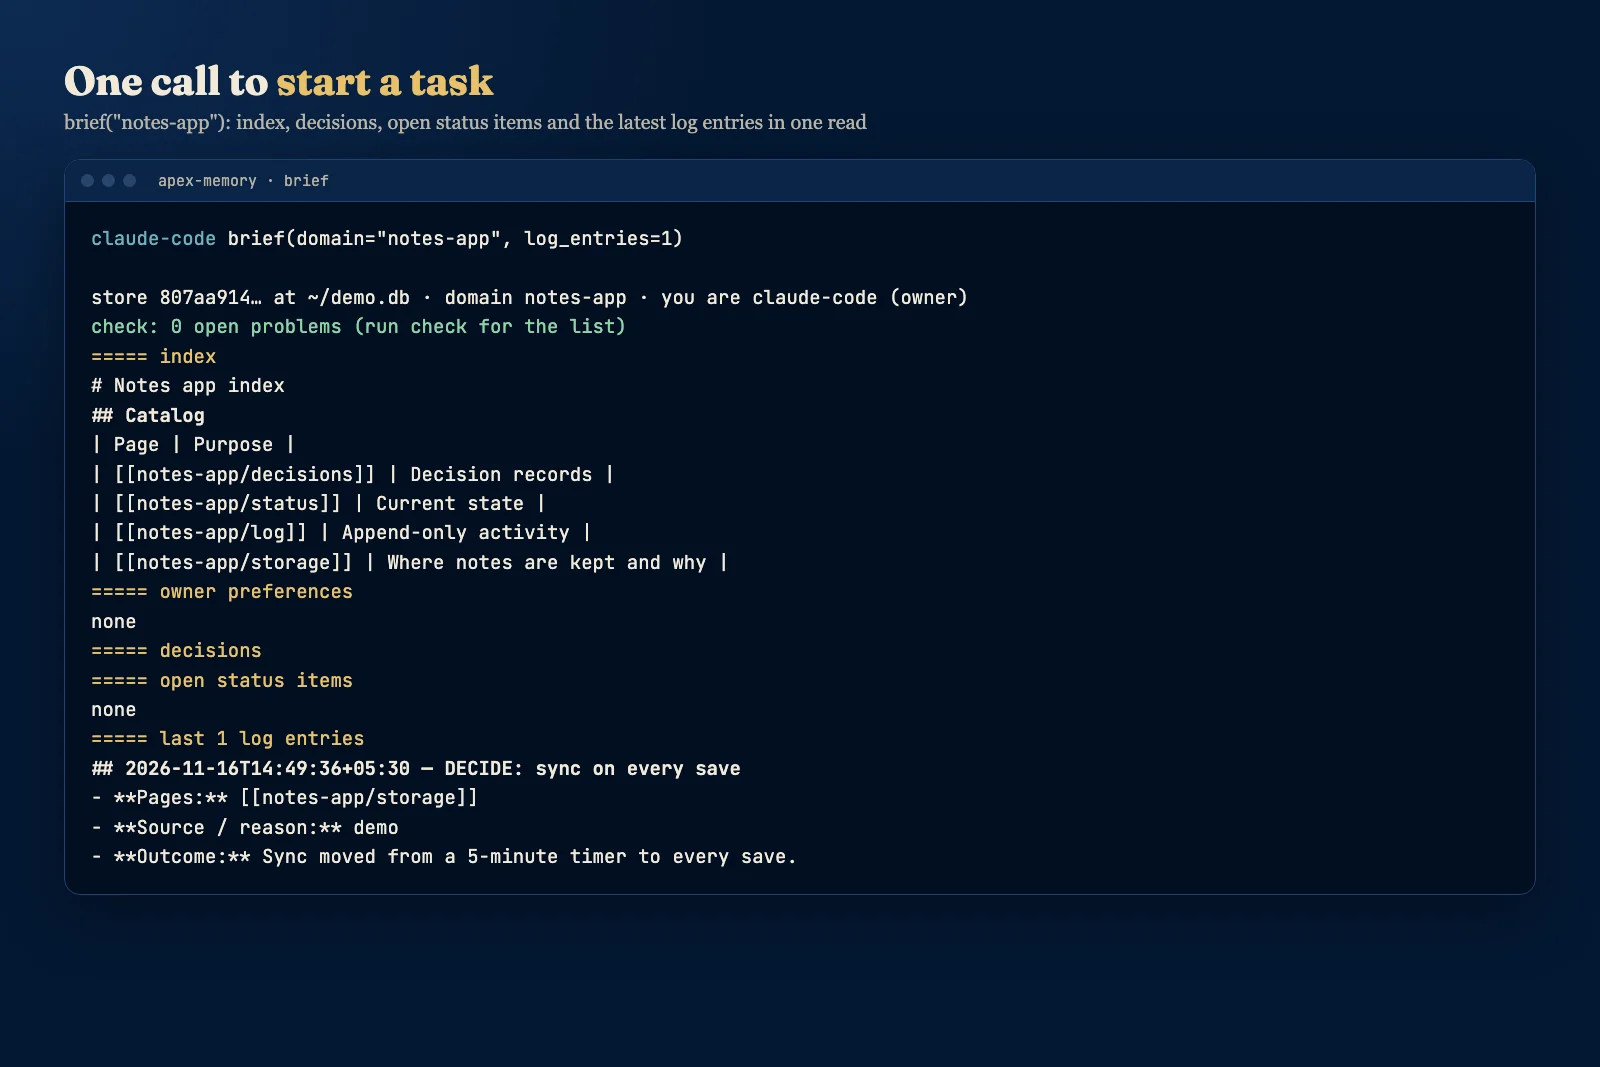 One call to start a task
brief("notes-app"): index, decisions, open status items and the latest log entries in one read
apex-memory · brief
claude-code brief(domain="notes-app", log_entries=1)
store 807aa914… at ~/demo.db · domain notes-app · you are claude-code (owner)
check: 0 open problems (run check for the list)
===== index
# Notes app index
## Catalog
| Page | Purpose |
| [[notes-app/decisions]] | Decision records |
| [[notes-app/status]] | Current state |
| [[notes-app/log]] | Append-only activity |
| [[notes-app/storage]] | Where notes are kept and why |
===== owner preferences
none
===== decisions
===== open status items
none
===== last 1 log entries
## 2026-11-16T14:49:36+05:30 — DECIDE: sync on every save
- **Pages:** [[notes-app/storage]]
- **Source / reason:** demo
- **Outcome:** Sync moved from a 5-minute timer to every save.